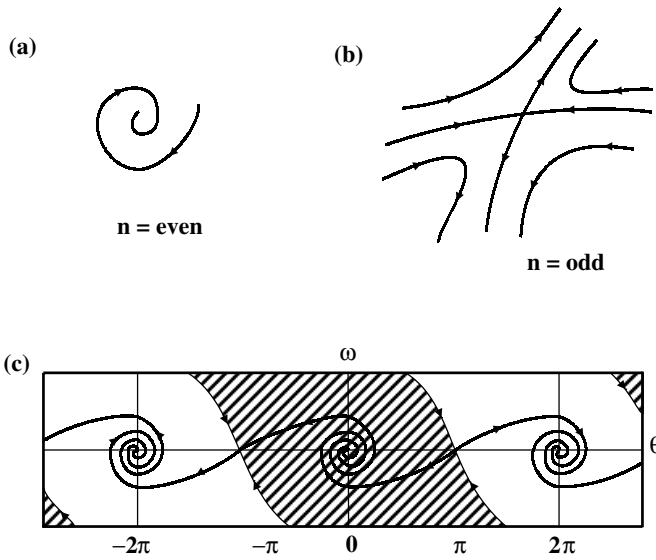 (a)
n = even
(b)
n = odd
(c)
ω
θ
−2π −π 0 π 2π